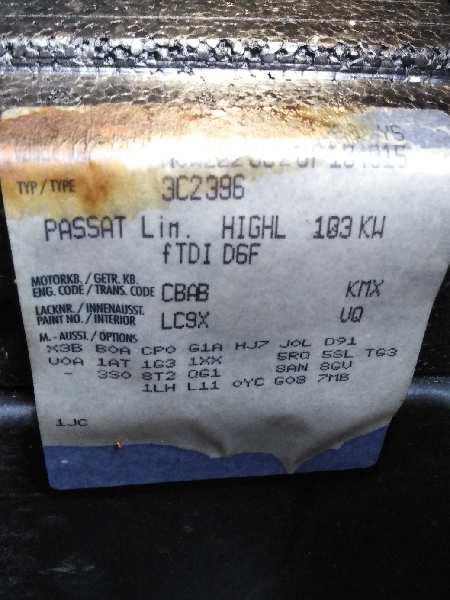 TYP / TYPE 3C2396
PASSAT Lim. HIGHL 103 KW
fTDI D6F
MOTORKB. / GETR. KB.
ENG. CODE / TRANS. CODE CBAB KMX
LACKNR. / INNENAUSST.
PAINT NO. / INTERIOR LC9X UQ
M. - AUSST. / OPTIONS
X3B B0A CP0 G1A HJ7 J0L D91
V0A 1AT 1G3 1XX 5RQ 5SL TG3
- 3S0 8T2 0G1 8AN 8GV
1LH L11 0YC G08 7MB
1JC